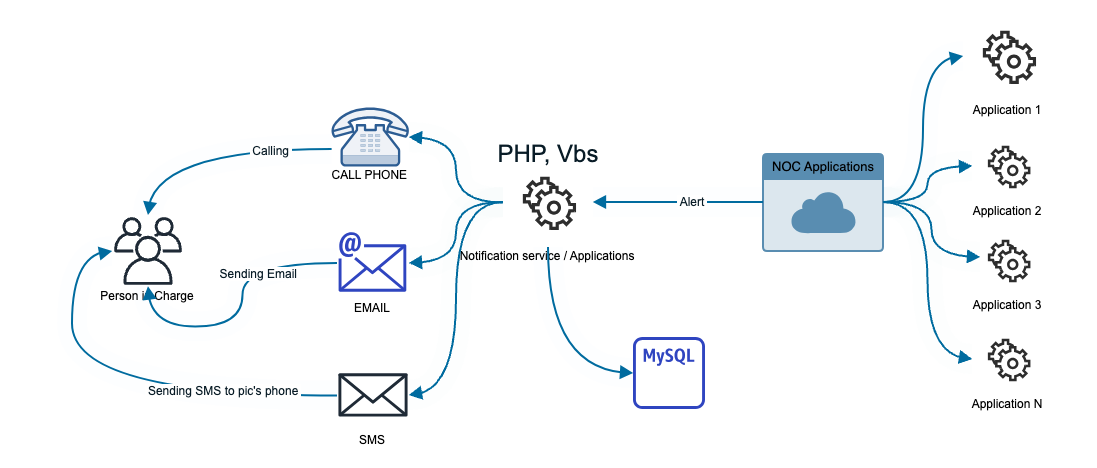 Application 1
Calling
PHP, Vbs
NOC Applications
CALL PHONE
Alert
Application 2
@
Notification service / Applications
Sending Email
Person in Charge
Application 3
EMAIL
MySQL
Sending SMS to pic's phone
Application N
SMS